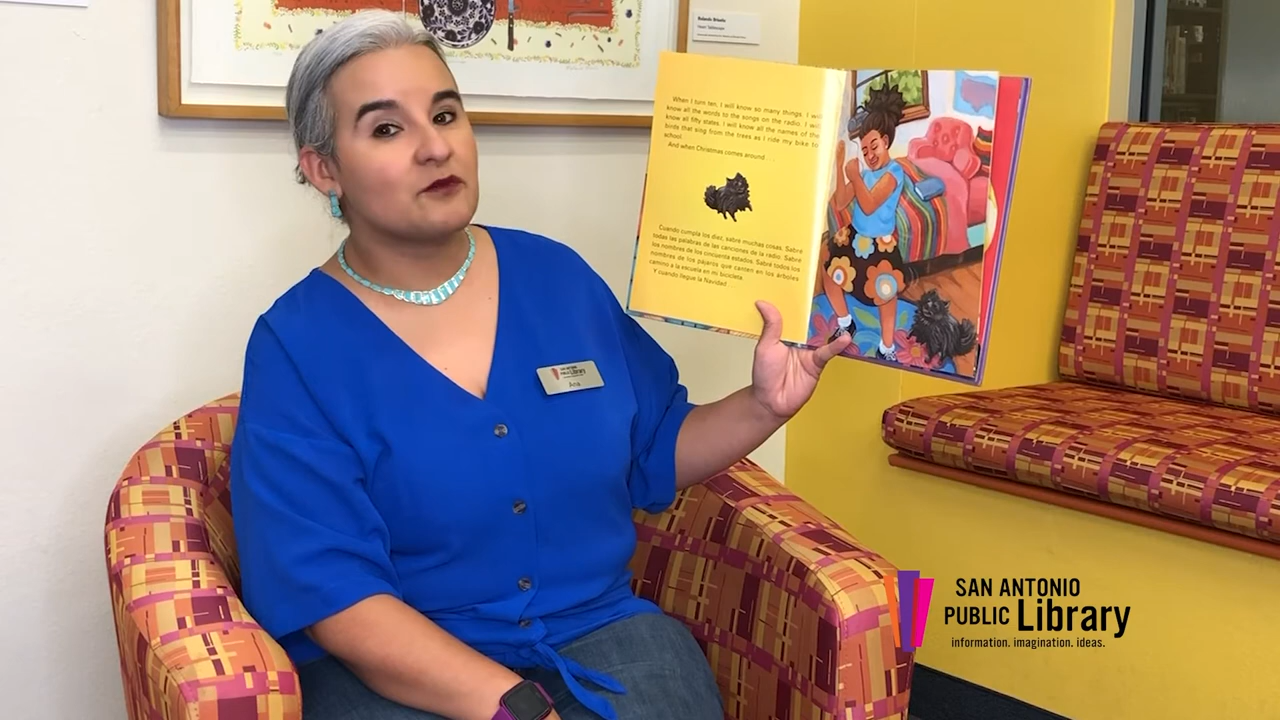 When I turn ten, I will know so many things. I will
know all the words to the songs on the radio. I will
know all fifty states. I will know all the names of the
birds that sing from the trees as I ride my bike to
school.
And when Christmas comes around . . .
Cuando cumpla los diez, sabré muchas cosas. Sabré
todas las palabras de las canciones de la radio. Sabré
los nombres de los cincuenta estados. Sabré todos los
nombres de los pájaros que canten en los árboles
camino a la escuela en mi bicicleta.
Y cuando llegue la Navidad . . .
SAN ANTONIO
PUBLIC Library
Ana
SAN ANTONIO
PUBLIC Library
information. imagination. ideas.